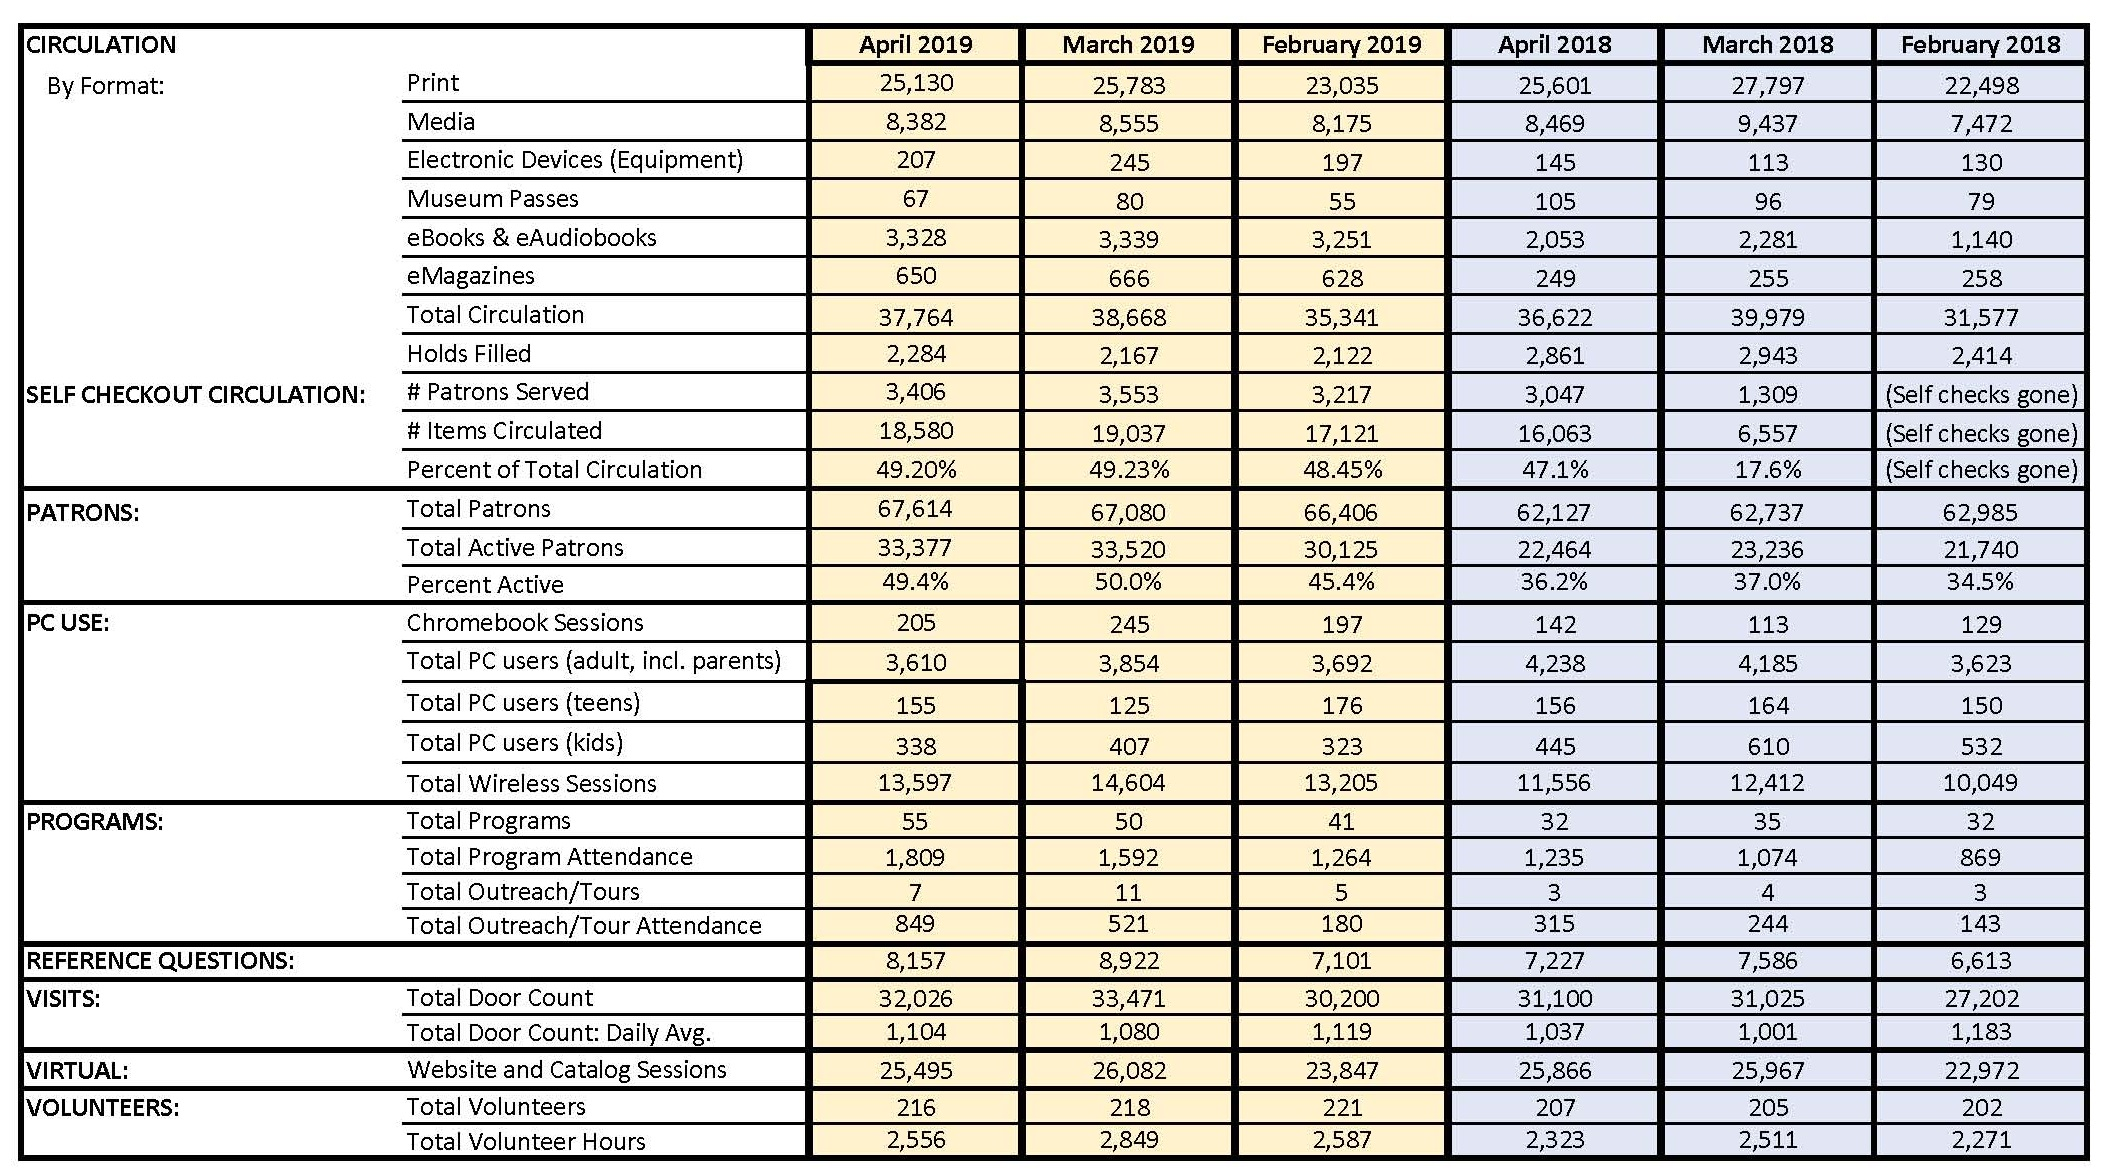 CIRCULATION April 2019 March 2019 February 2019 April 2018 March 2018 February 2018
By Format: Print 25,130 25,783 23,035 25,601 27,797 22,498
Media 8,382 8,555 8,175 8,469 9,437 7,472
Electronic Devices (Equipment) 207 245 197 145 113 130
Museum Passes 67 80 55 105 96 79
eBooks & eAudiobooks 3,328 3,339 3,251 2,053 2,281 1,140
eMagazines 650 666 628 249 255 258
Total Circulation 37,764 38,668 35,341 36,622 39,979 31,577
Holds Filled 2,284 2,167 2,122 2,861 2,943 2,414
SELF CHECKOUT CIRCULATION: # Patrons Served 3,406 3,553 3,217 3,047 1,309 (Self checks gone)
# Items Circulated 18,580 19,037 17,121 16,063 6,557 (Self checks gone)
Percent of Total Circulation 49.20% 49.23% 48.45% 47.1% 17.6% (Self checks gone)
PATRONS: Total Patrons 67,614 67,080 66,406 62,127 62,737 62,985
Total Active Patrons 33,377 33,520 30,125 22,464 23,236 21,740
Percent Active 49.4% 50.0% 45.4% 36.2% 37.0% 34.5%
PC USE: Chromebook Sessions 205 245 197 142 113 129
Total PC users (adult, incl. parents) 3,610 3,854 3,692 4,238 4,185 3,623
Total PC users (teens) 155 125 176 156 164 150
Total PC users (kids) 338 407 323 445 610 532
Total Wireless Sessions 13,597 14,604 13,205 11,556 12,412 10,049
PROGRAMS: Total Programs 55 50 41 32 35 32
Total Program Attendance 1,809 1,592 1,264 1,235 1,074 869
Total Outreach/Tours 7 11 5 3 4 3
Total Outreach/Tour Attendance 849 521 180 315 244 143
REFERENCE QUESTIONS: 8,157 8,922 7,101 7,227 7,586 6,613
VISITS: Total Door Count 32,026 33,471 30,200 31,100 31,025 27,202
Total Door Count: Daily Avg. 1,104 1,080 1,119 1,037 1,001 1,183
VIRTUAL: Website and Catalog Sessions 25,495 26,082 23,847 25,866 25,967 22,972
VOLUNTEERS: Total Volunteers 216 218 221 207 205 202
Total Volunteer Hours 2,556 2,849 2,587 2,323 2,511 2,271